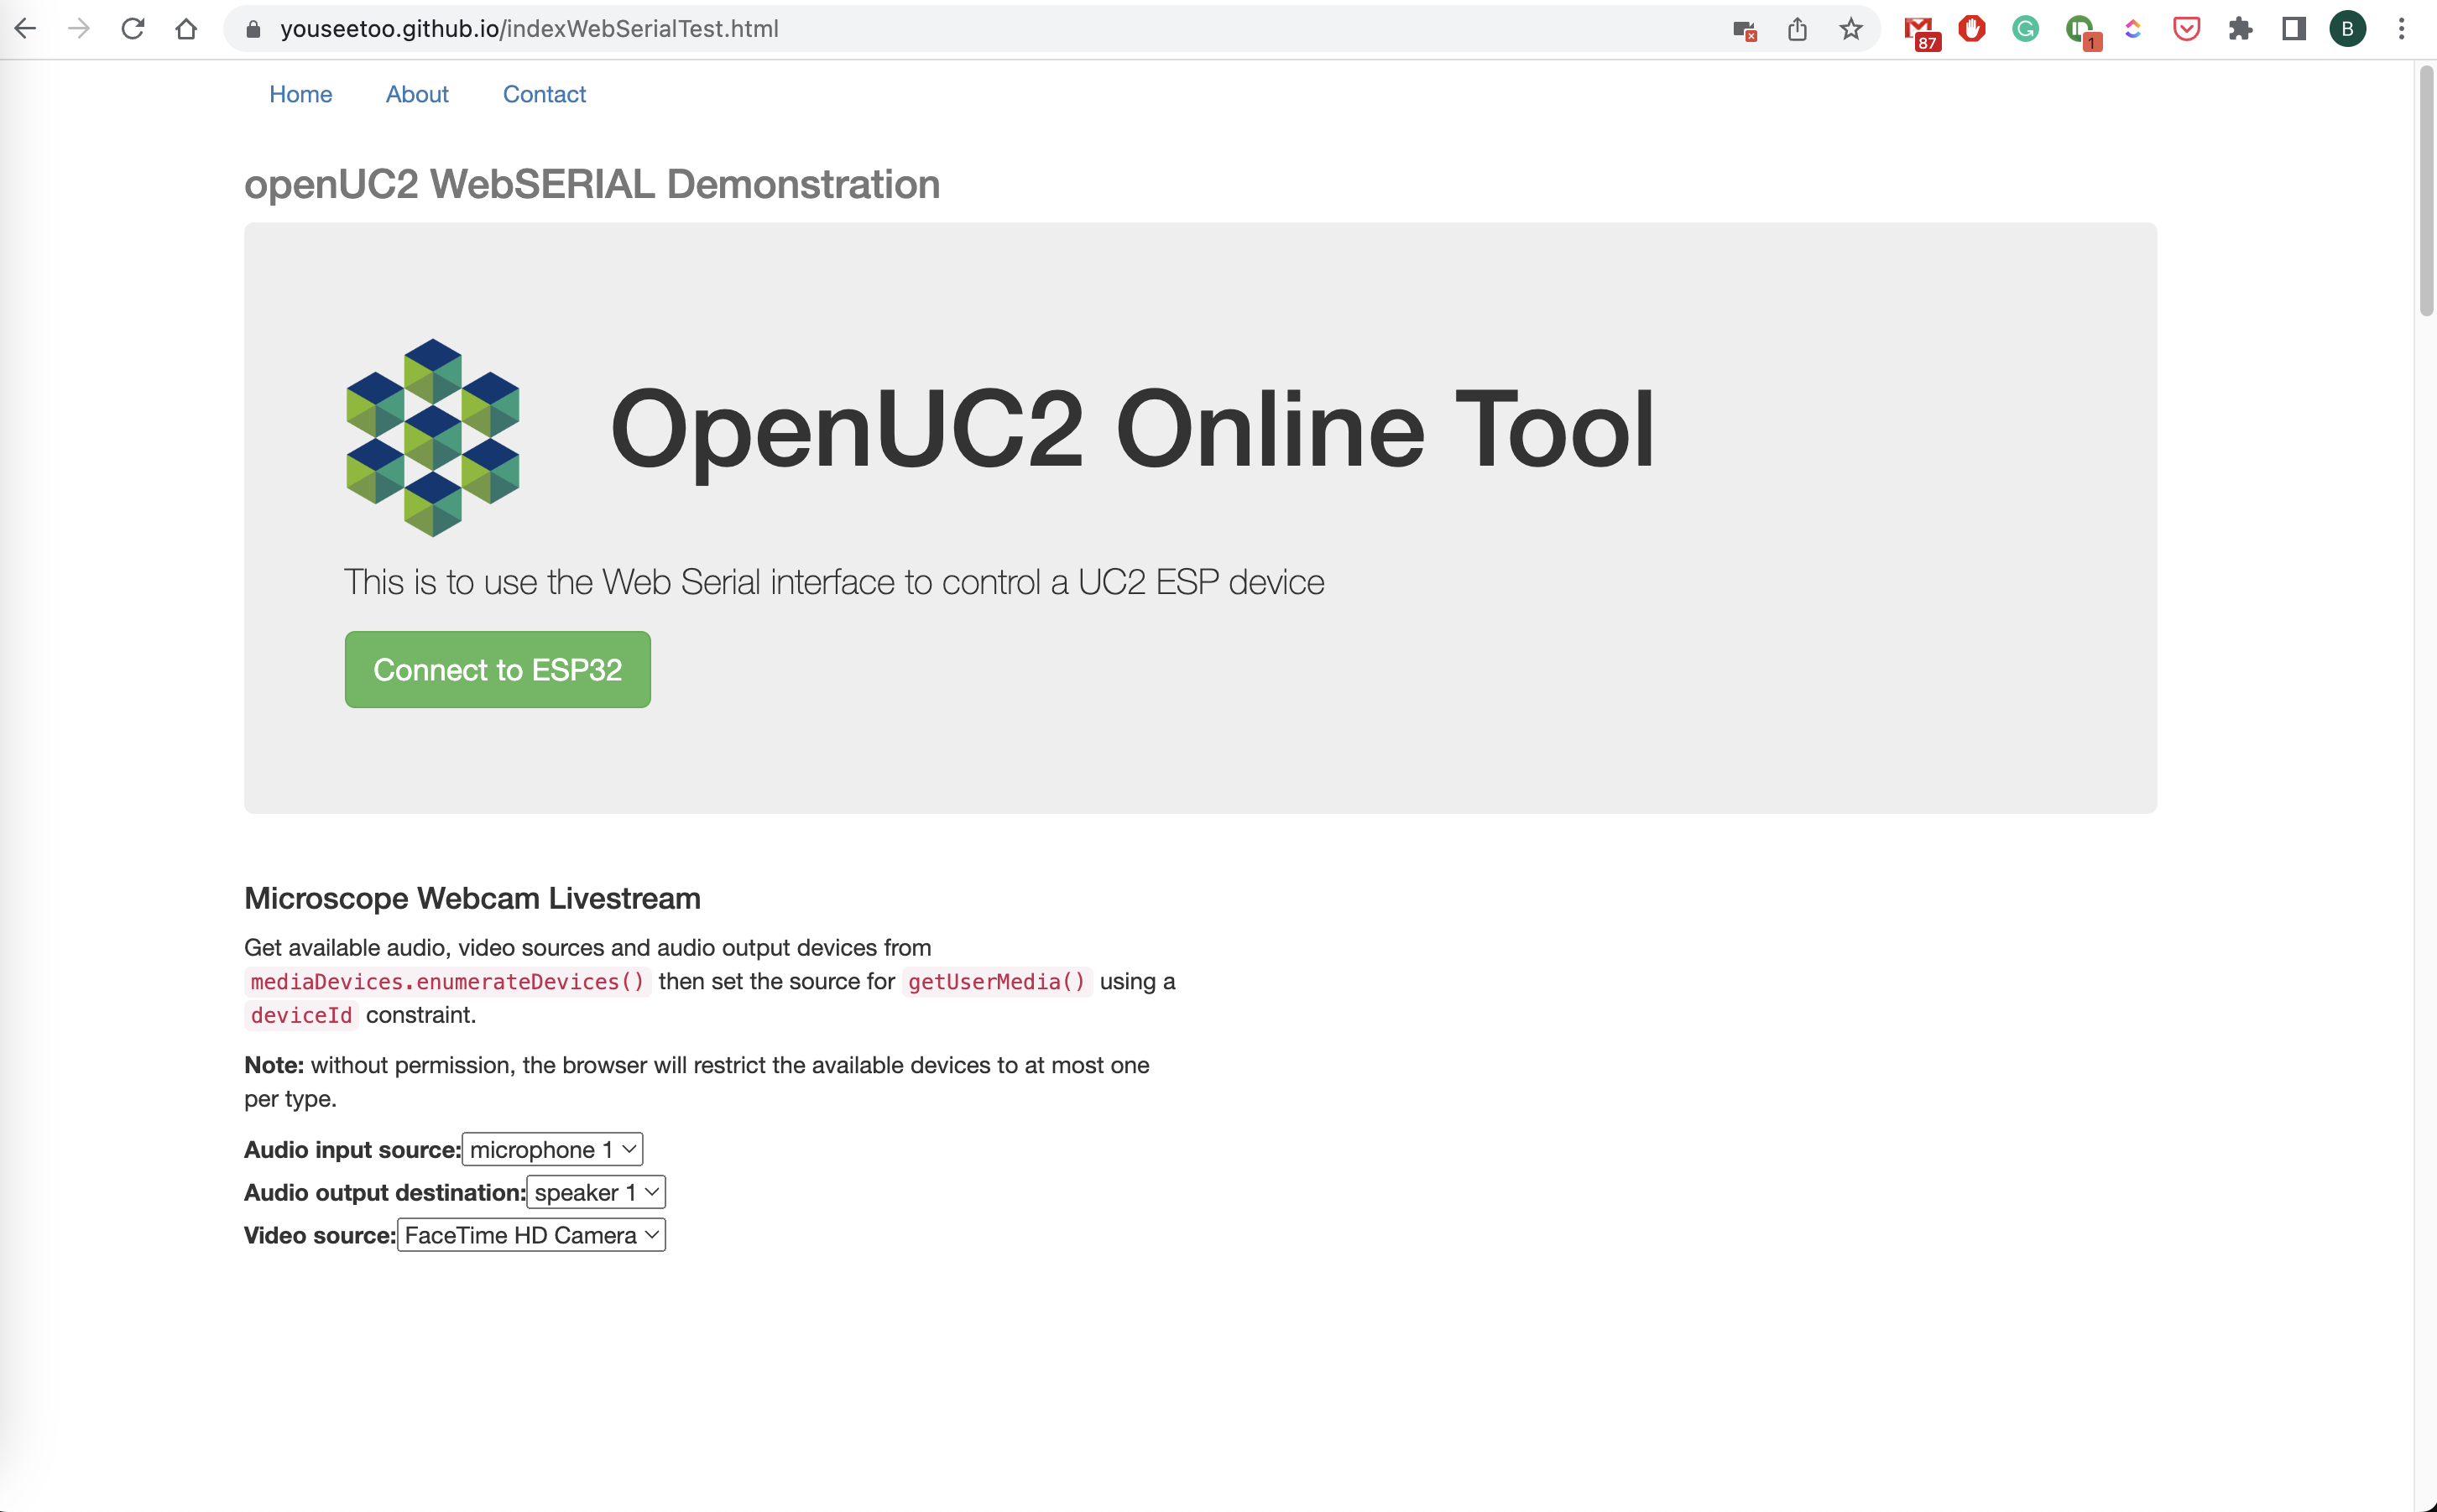 youseetoo.github.io/indexWebSerialTest.html
87
1
B
Home About Contact
openUC2 WebSERIAL Demonstration
OpenUC2 Online Tool
This is to use the Web Serial interface to control a UC2 ESP device
Connect to ESP32
Microscope Webcam Livestream
Get available audio, video sources and audio output devices from
mediaDevices.enumerateDevices() then set the source for getUserMedia() using a
deviceId constraint.
Note: without permission, the browser will restrict the available devices to at most one
per type.
Audio input source: microphone 1
Audio output destination: speaker 1
Video source: FaceTime HD Camera